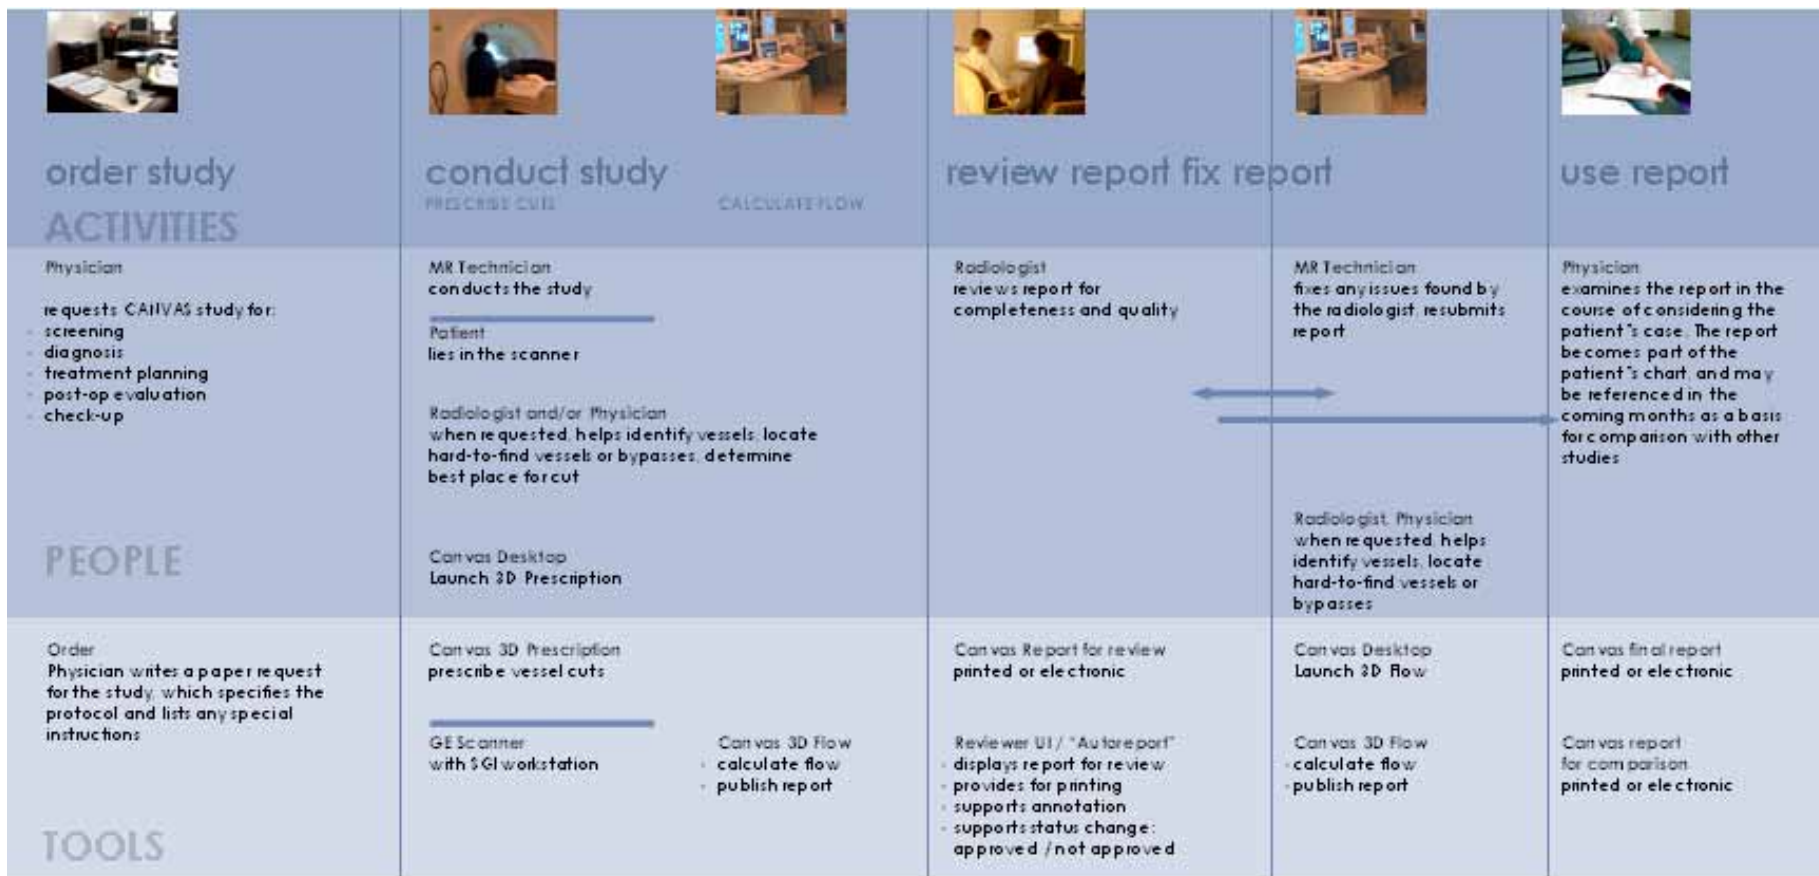 order study
ACTIVITIES
conduct study
PRESCRIBE CUTS
CALCULATE FLOW
review report fix report
use report
Physician
requests CANVAS study for:
screening
diagnosis
treatment planning
post-op evaluation
check-up
PEOPLE
MR Technician
conducts the study
Patient
lies in the scanner
Radiologist and/or Physician
when requested, helps identify vessels, locate
hard-to-find vessels or bypasses, determine
best place for cut
Canvas Desktop
Launch 3D Prescription
Radiologist
reviews report for
completeness and quality
MR Technician
fixes any issues found by
the radiologist, resubmits
report
Radiologist, Physician
when requested, helps
identify vessels, locate
hard-to-find vessels or
bypasses
Physician
examines the report in the
course of considering the
patient"s case. The report
becomes part of the
patient"s chart, and may
be referenced in the
coming months as a basis
for comparison with other
studies
Order
Physician writes a paper request
for the study, which specifies the
protocol and lists any special
instructions
TOOLS
Canvas 3D Prescription
prescribe vessel cuts
GE Scanner
with SGI workstation
Canvas 3D Flow
calculate flow
publish report
Canvas Report for review
printed or electronic
Reviewer UI / "Autoreport"
displays report for review
provides for printing
supports annotation
supports status change:
approved / not approved
Canvas Desktop
Launch 3D Flow
Canvas 3D Flow
calculate flow
publish report
Canvas final report
printed or electronic
Canvas report
for comparison
printed or electronic